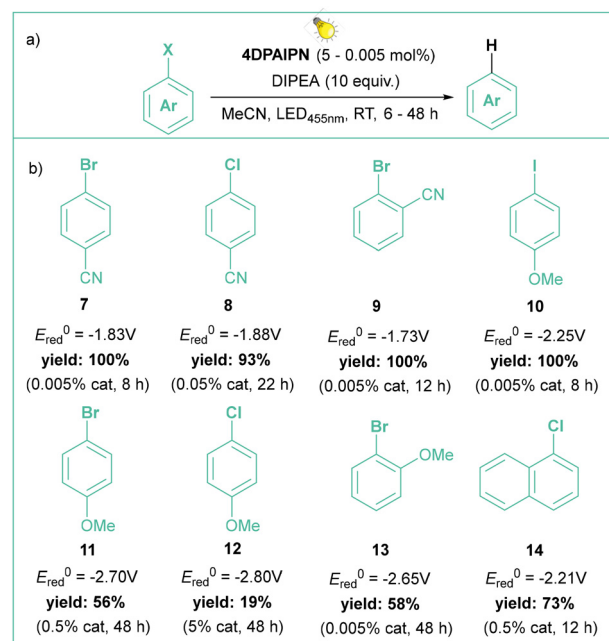 a)
X
Ar
4DPAIPN (5 - 0.005 mol%)
DIPEA (10 equiv.)
MeCN, LED455nm, RT, 6 - 48 h
H
Ar
b)
Br
CN
7
Ered0 = -1.83V
yield: 100%
(0.005% cat, 8 h)
Cl
CN
8
Ered0 = -1.88V
yield: 93%
(0.05% cat, 22 h)
Br
CN
9
Ered0 = -1.73V
yield: 100%
(0.005% cat, 12 h)
I
OMe
10
Ered0 = -2.25V
yield: 100%
(0.005% cat, 8 h)
Br
OMe
11
Ered0 = -2.70V
yield: 56%
(0.5% cat, 48 h)
Cl
OMe
12
Ered0 = -2.80V
yield: 19%
(5% cat, 48 h)
Br
OMe
13
Ered0 = -2.65V
yield: 58%
(0.005% cat, 48 h)
Cl
14
Ered0 = -2.21V
yield: 73%
(0.5% cat, 12 h)